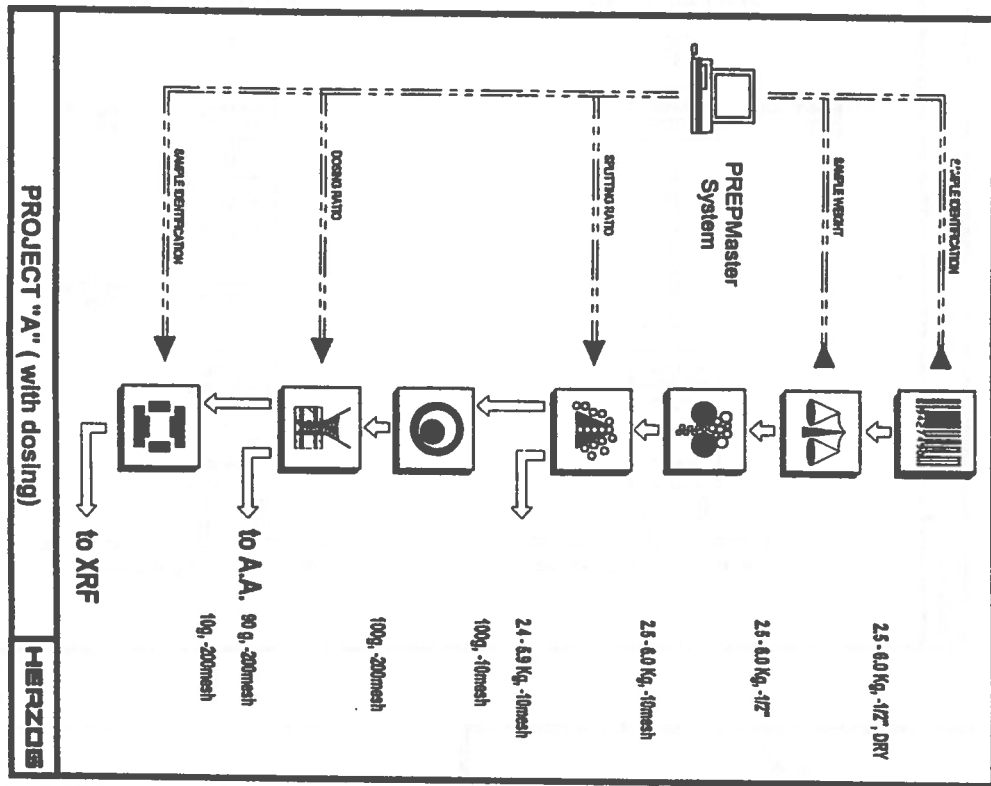 SAMPLE IDENTIFICATION
2.5 - 6.0 Kg, -1/2", DRY
SAMPLE WEIGHT
2.5 - 6.0 Kg, -1/2"
PREPMaster
System
2.5 - 6.0 Kg, -10mesh
SPLITTING RATIO
2.4 - 5.9 Kg, -10mesh
100g, -10mesh
100g, -200mesh
DOSING RATIO
to A.A.
90 g, -200mesh
10g, -200mesh
SAMPLE IDENTIFICATION
to XRF
PROJECT "A" ( with dosing)
HERZOG